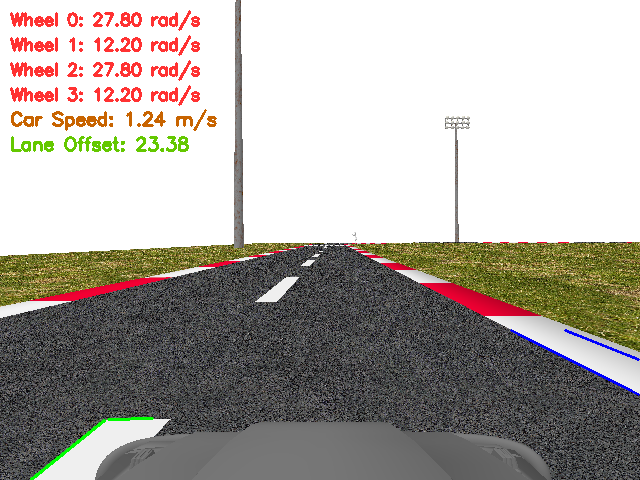 Wheel 0: 27.80 rad/s
Wheel 1: 12.20 rad/s
Wheel 2: 27.80 rad/s
Wheel 3: 12.20 rad/s
Car Speed: 1.24 m/s
Lane Offset: 23.38